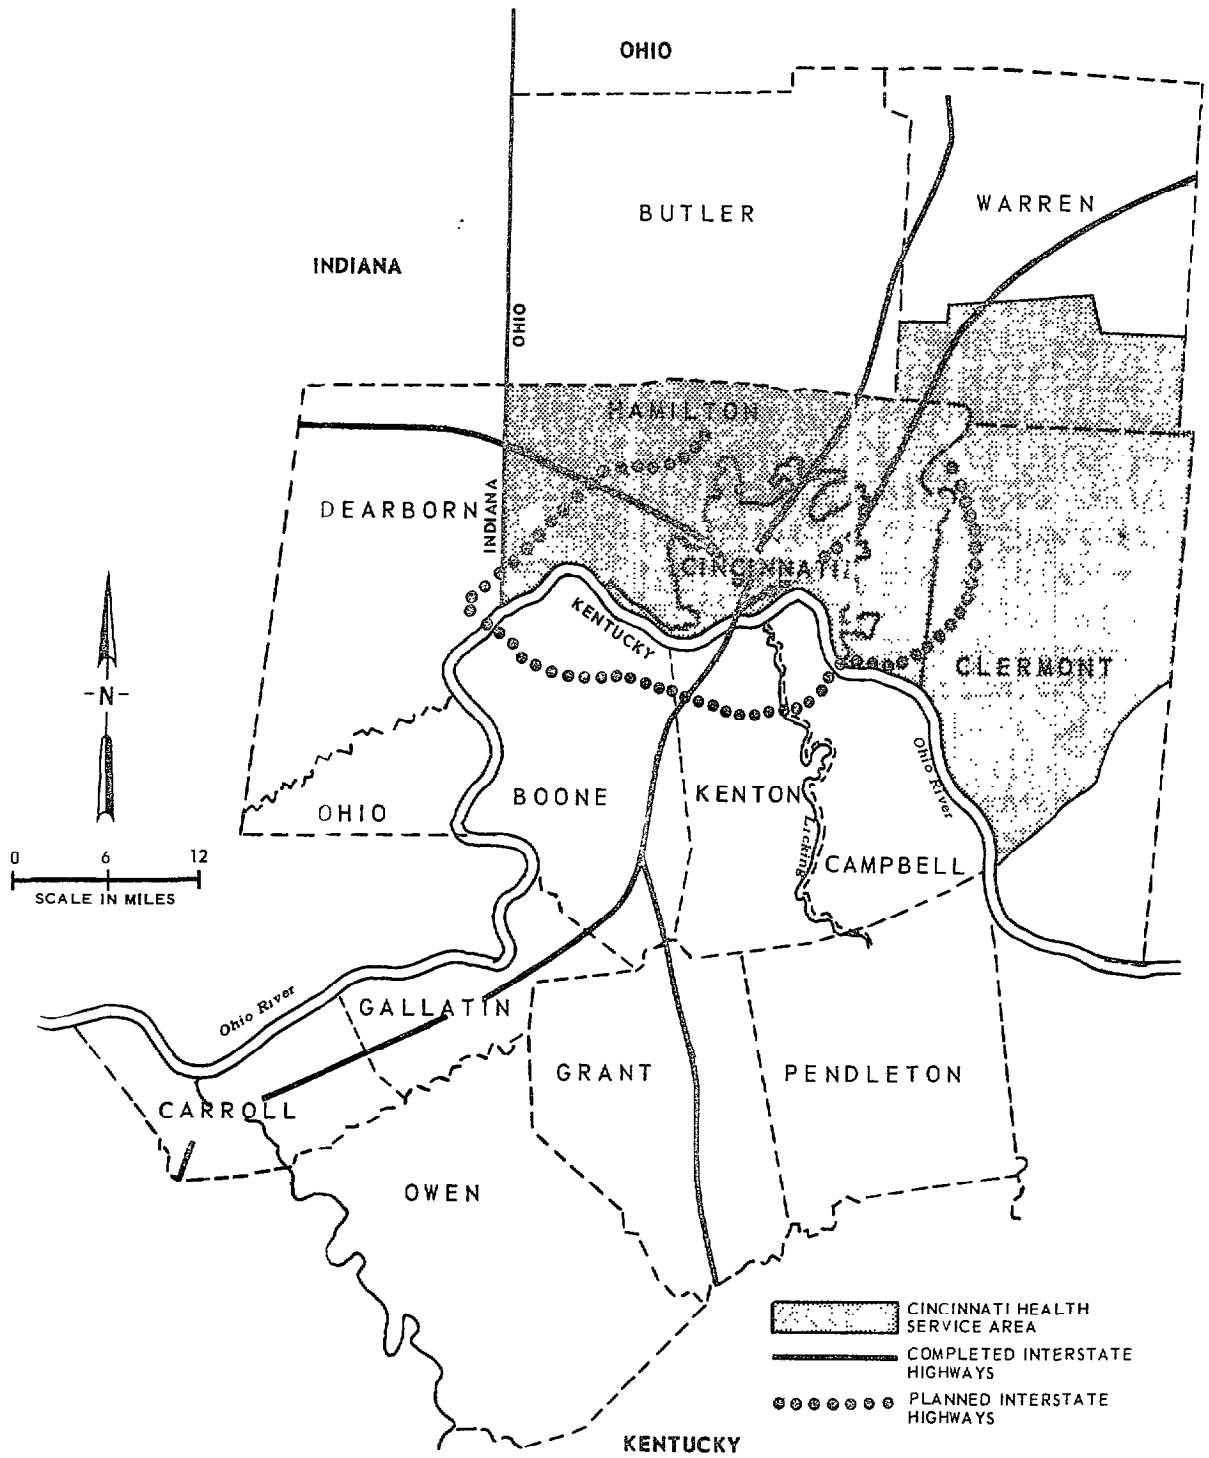 OHIO
BUTLER
WARREN
INDIANA
OHIO
HAMILTON
DEARBORN
INDIANA
CINCINNATI
KENTUCKY
-N-
CLERMONT
Ohio River
OHIO
BOONE
KENTON
Licking
CAMPBELL
0 6 12
SCALE IN MILES
Ohio River
GALLATIN
GRANT
PENDLETON
CARROLL
OWEN
CINCINNATI HEALTH
SERVICE AREA
COMPLETED INTERSTATE
HIGHWAYS
PLANNED INTERSTATE
HIGHWAYS
KENTUCKY